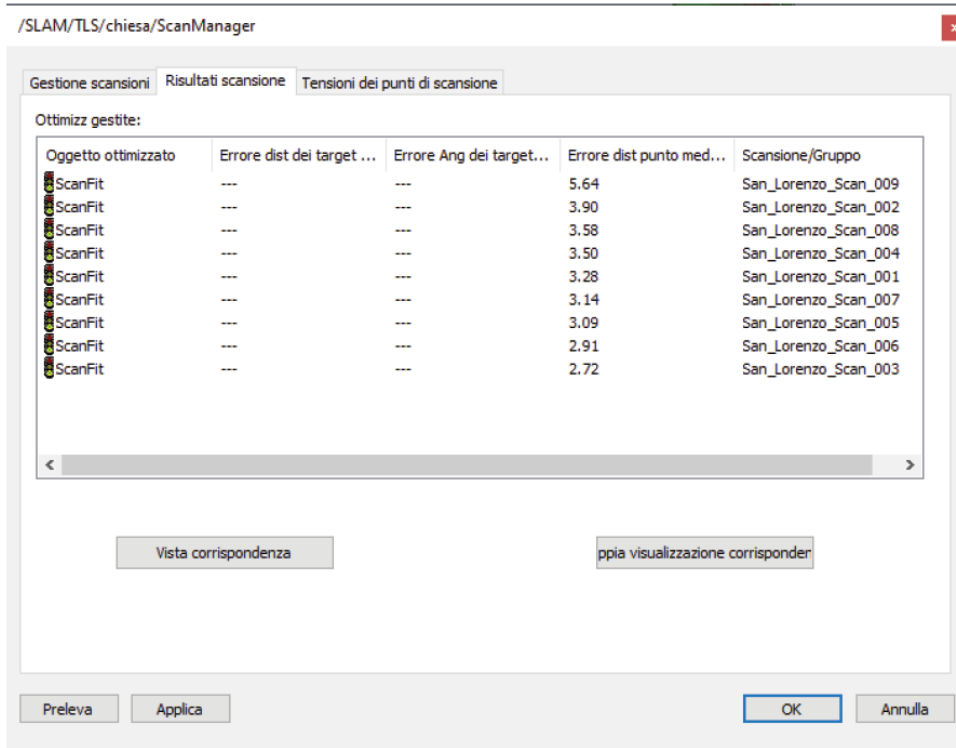 /SLAM/TLS/chiesa/ScanManager
Gestione scansioni Risultati scansione Tensioni dei punti di scansione
Ottimizz gestite:
Oggetto ottimizzato Errore dist dei target ... Errore Ang dei target... Errore dist punto med... Scansione/Gruppo
ScanFit --- --- 5.64 San_Lorenzo_Scan_009
ScanFit --- --- 3.90 San_Lorenzo_Scan_002
ScanFit --- --- 3.58 San_Lorenzo_Scan_008
ScanFit --- --- 3.50 San_Lorenzo_Scan_004
ScanFit --- --- 3.28 San_Lorenzo_Scan_001
ScanFit --- --- 3.14 San_Lorenzo_Scan_007
ScanFit --- --- 3.09 San_Lorenzo_Scan_005
ScanFit --- --- 2.91 San_Lorenzo_Scan_006
ScanFit --- --- 2.72 San_Lorenzo_Scan_003
Vista corrispondenza ppia visualizzazione corrisponder
Preleva Applica OK Annulla